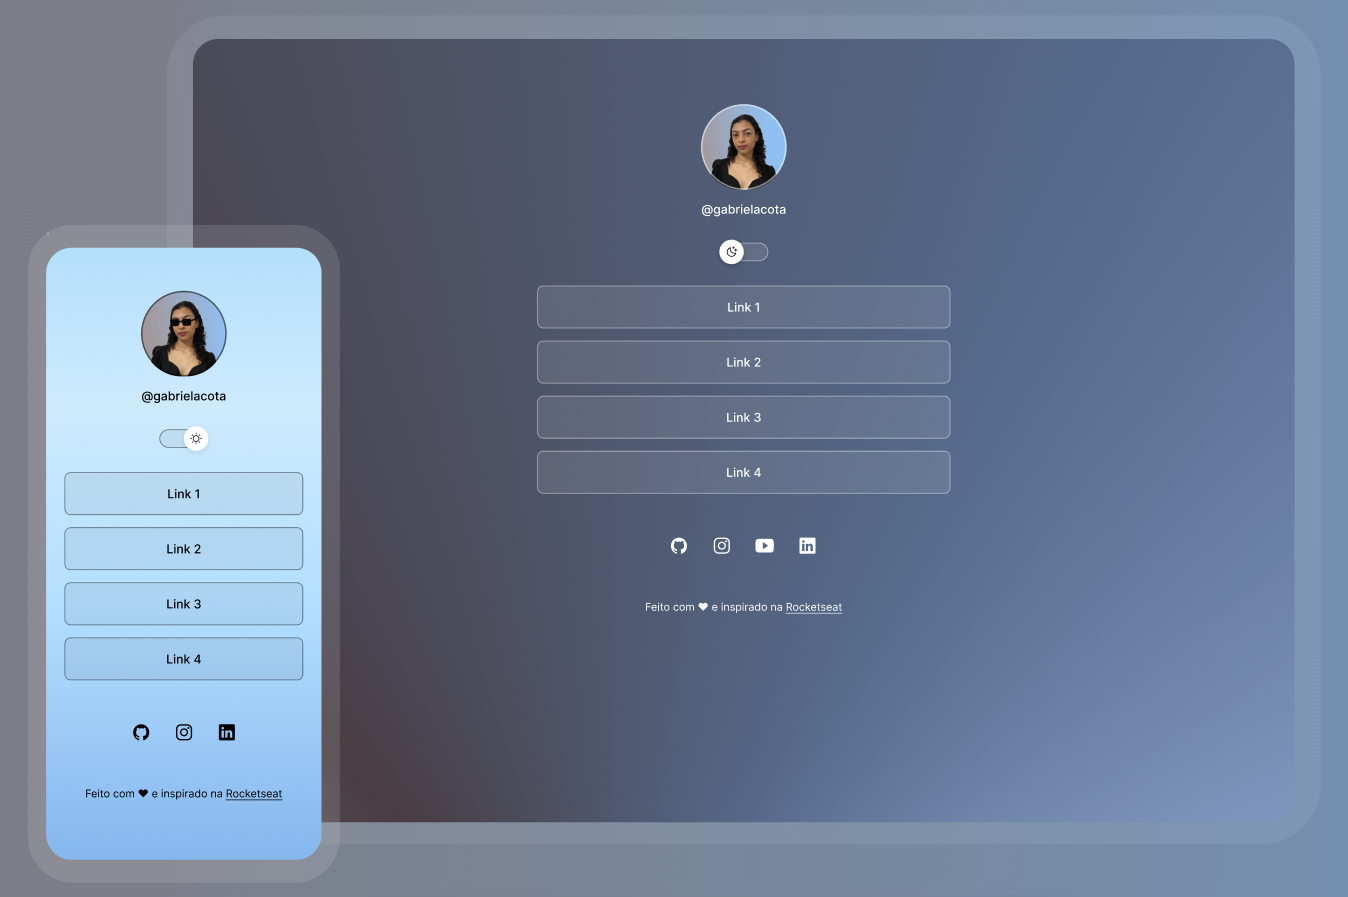 @gabrielacota
Link 1
Link 2
Link 3
Link 4
Feito com ♥ e inspirado na Rocketseat
@gabrielacota
Link 1
Link 2
Link 3
Link 4
Feito com ♥ e inspirado na Rocketseat